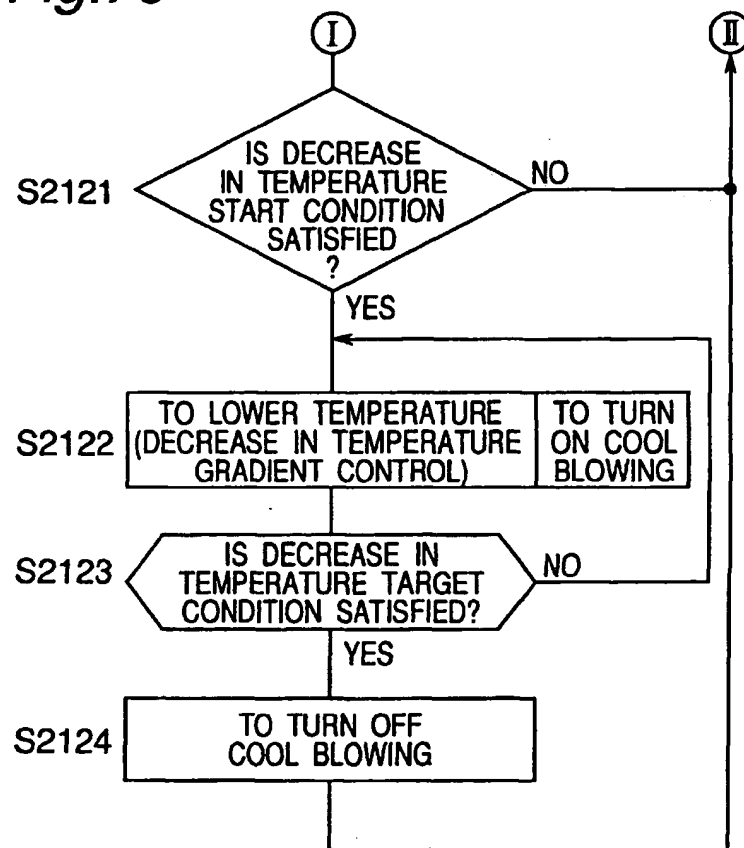 I
II
IS DECREASE
IN TEMPERATURE
START CONDITION
SATISFIED
?
S2121
NO
YES
S2122
TO LOWER TEMPERATURE
(DECREASE IN TEMPERATURE
GRADIENT CONTROL)
TO TURN
ON COOL
BLOWING
S2123
IS DECREASE IN
TEMPERATURE TARGET
CONDITION SATISFIED?
NO
YES
S2124
TO TURN OFF
COOL BLOWING